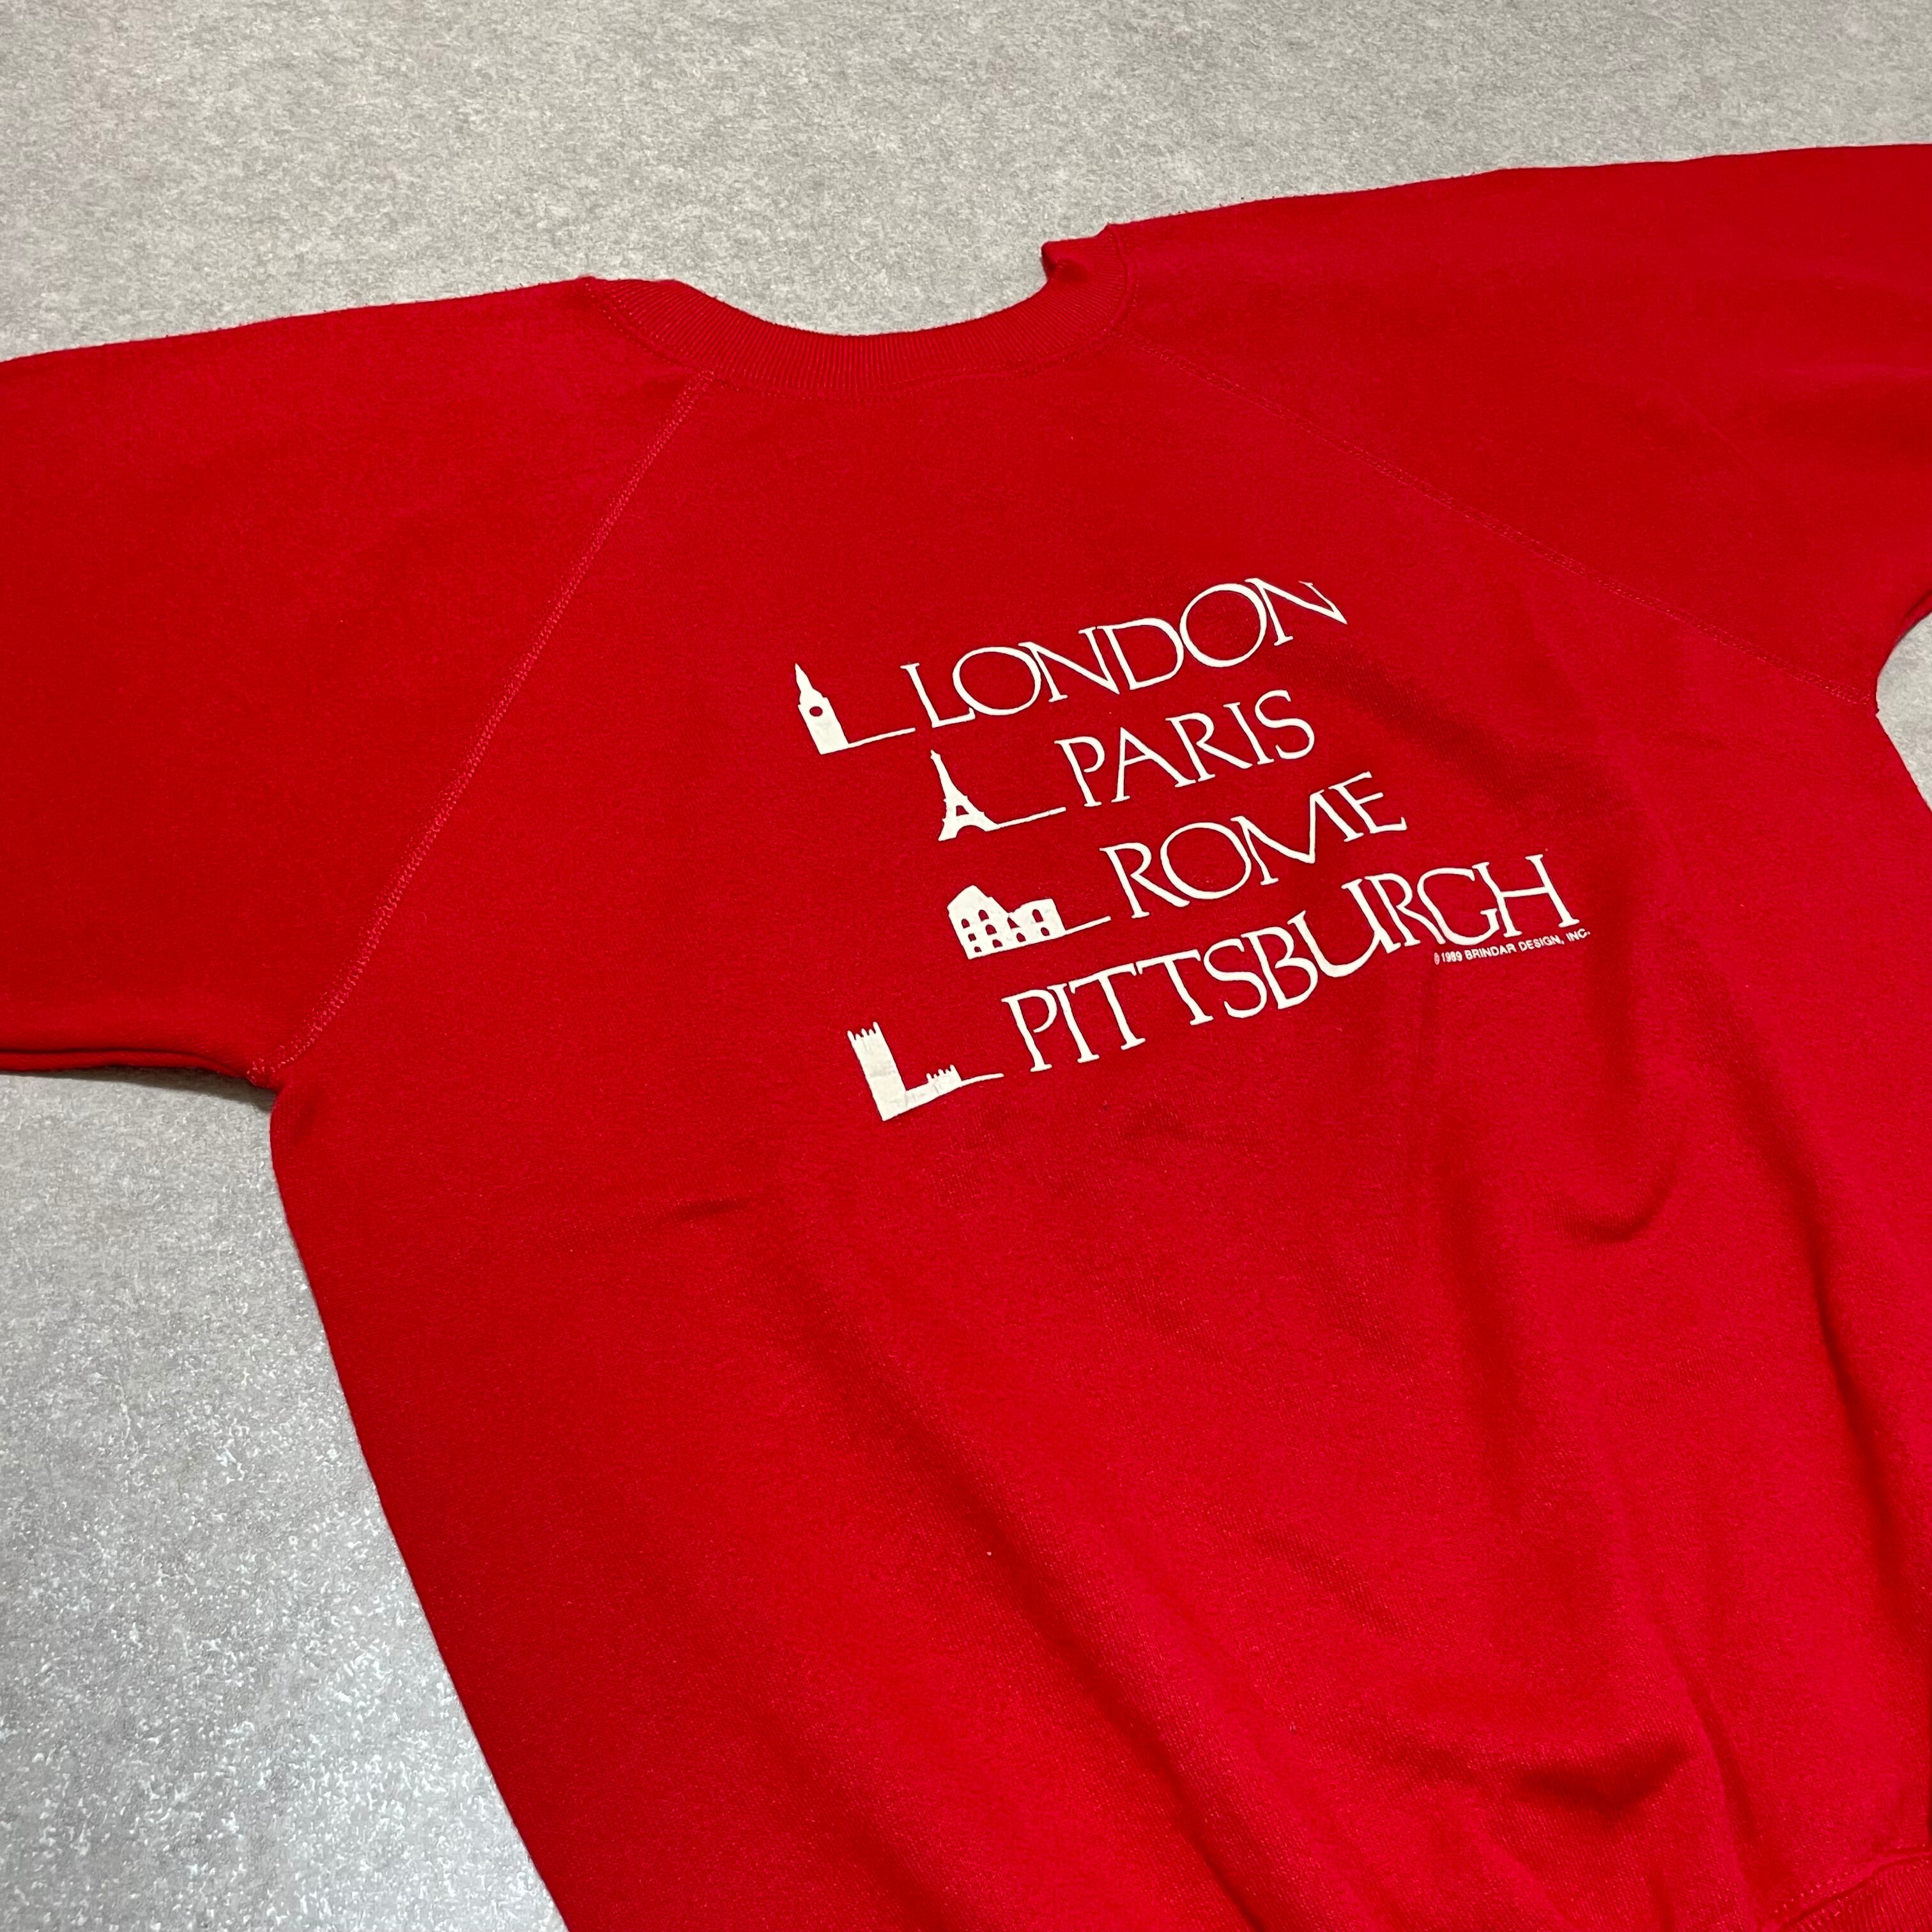 LONDON
PARIS
ROME
PITTSBURGH
© 1989 BRINDAR DESIGN, INC.